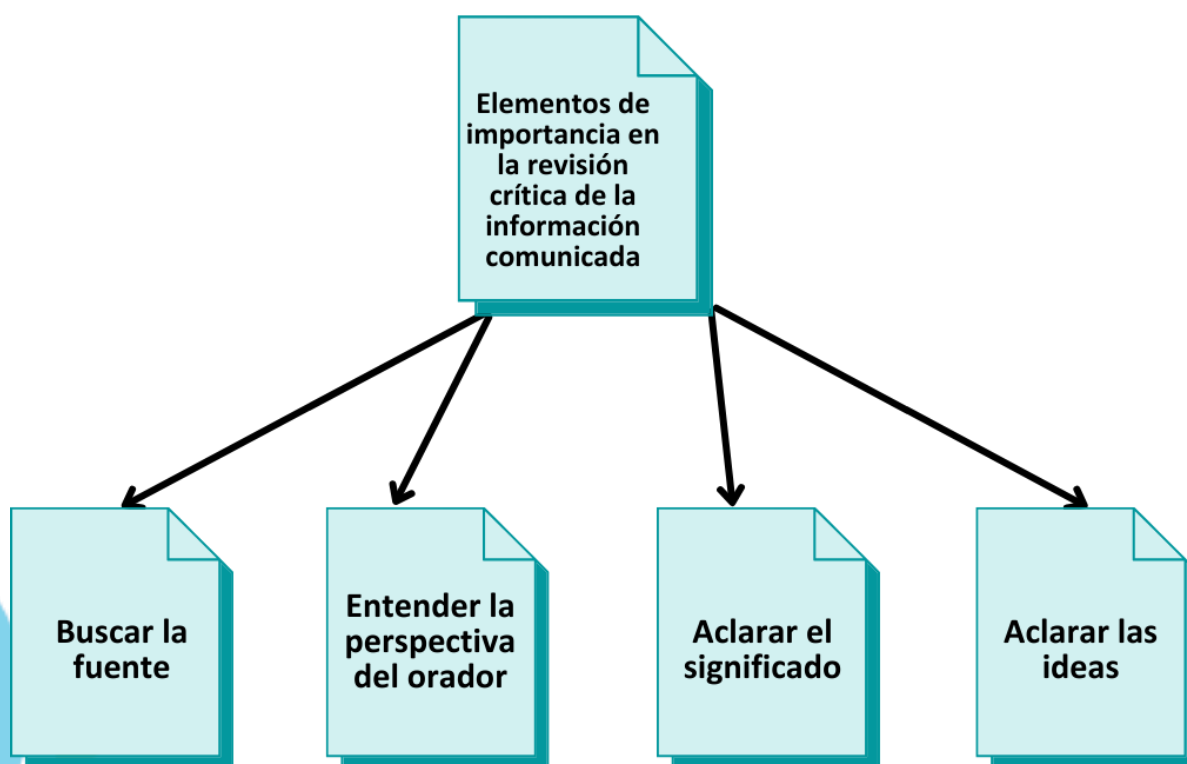 Elementos de
importancia en
la revisión
crítica de la
información
comunicada
Buscar la
fuente
Entender la
perspectiva
del orador
Aclarar el
significado
Aclarar las
ideas